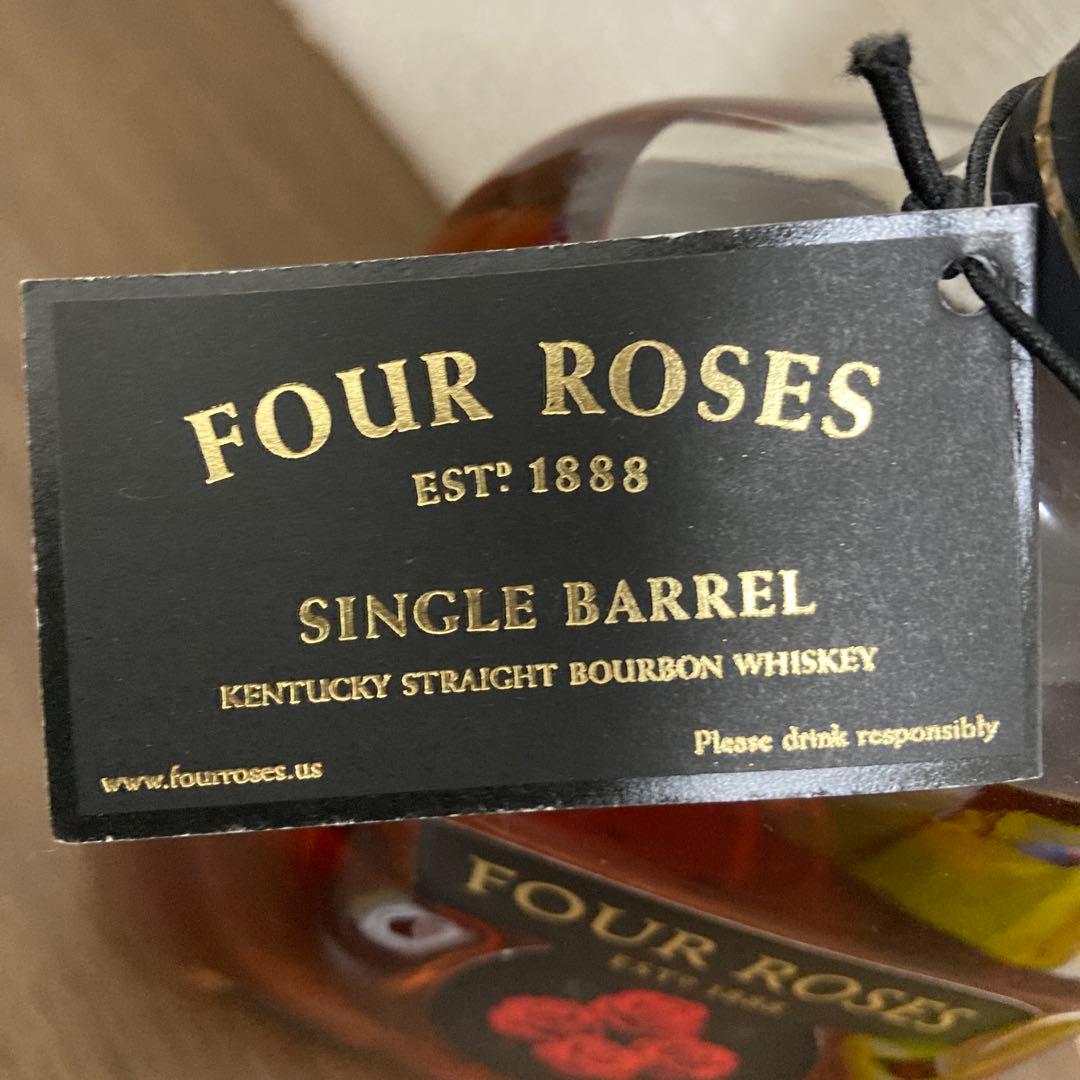 FOUR ROSES
ESTD. 1888
SINGLE BARREL
KENTUCKY STRAIGHT BOURBON WHISKEY
Please drink responsibly
www.fourroses.us
FOUR ROSES
ESTD 1888